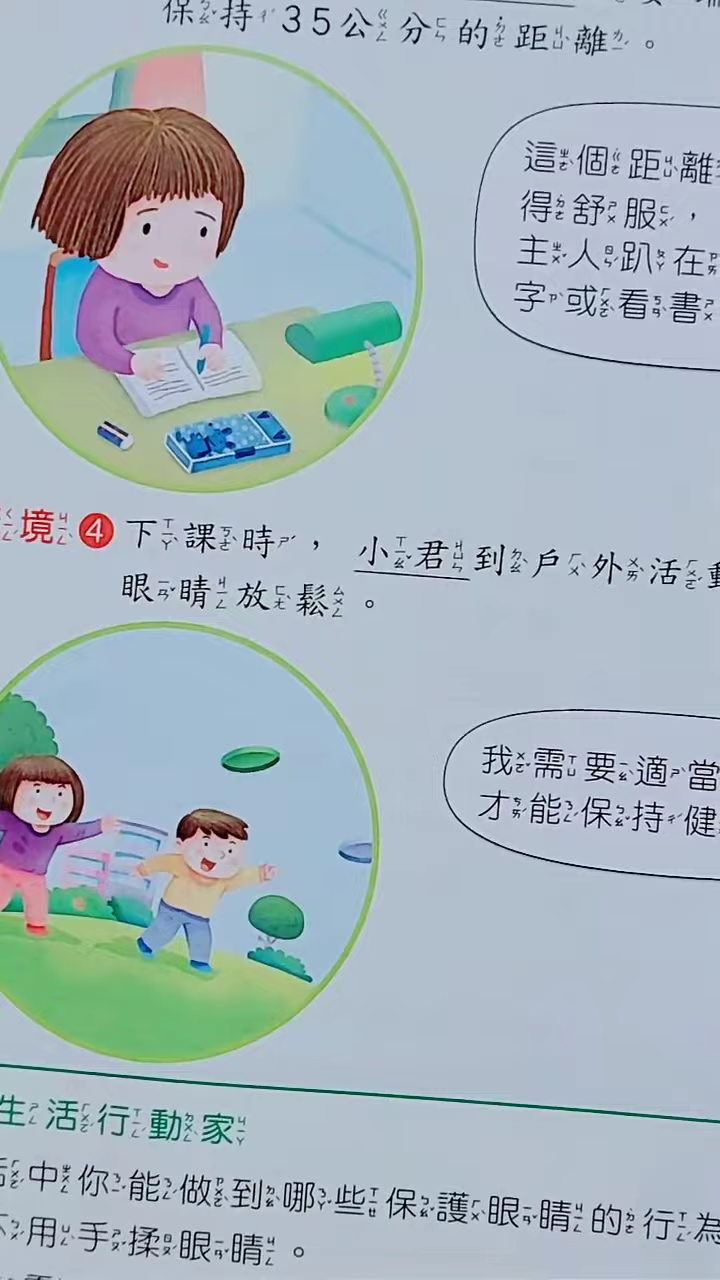 保持35公分的距離。
這個距離
得舒服，
主人趴在
字或看書
境4 下課時，小君到戶外活動
眼睛放鬆。
我需要適當
才能保持健
生活行動家
活中你能做到哪些保護眼睛的行為
不用手揉眼睛。